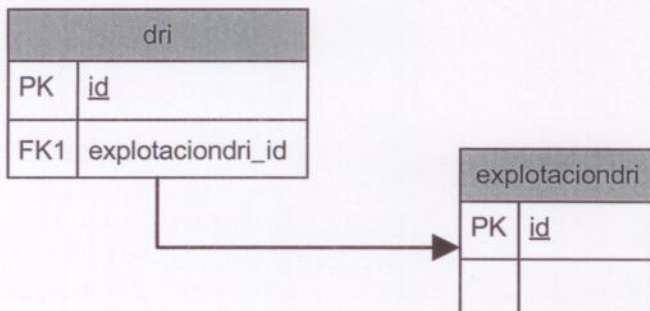 dri
PK id
FK1 explotaciondri_id
explotaciondri
PK id